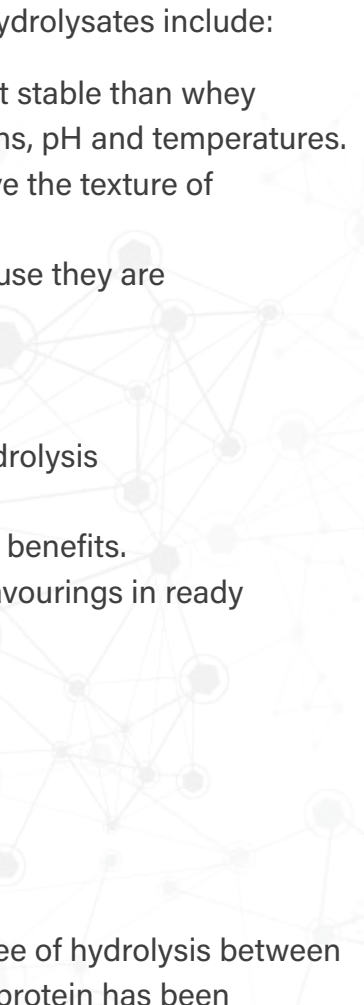 ydrolysates include:
t stable than whey
ns, pH and temperatures.
ve the texture of
use they are
drolysis
benefits.
avourings in ready
ee of hydrolysis between
protein has been